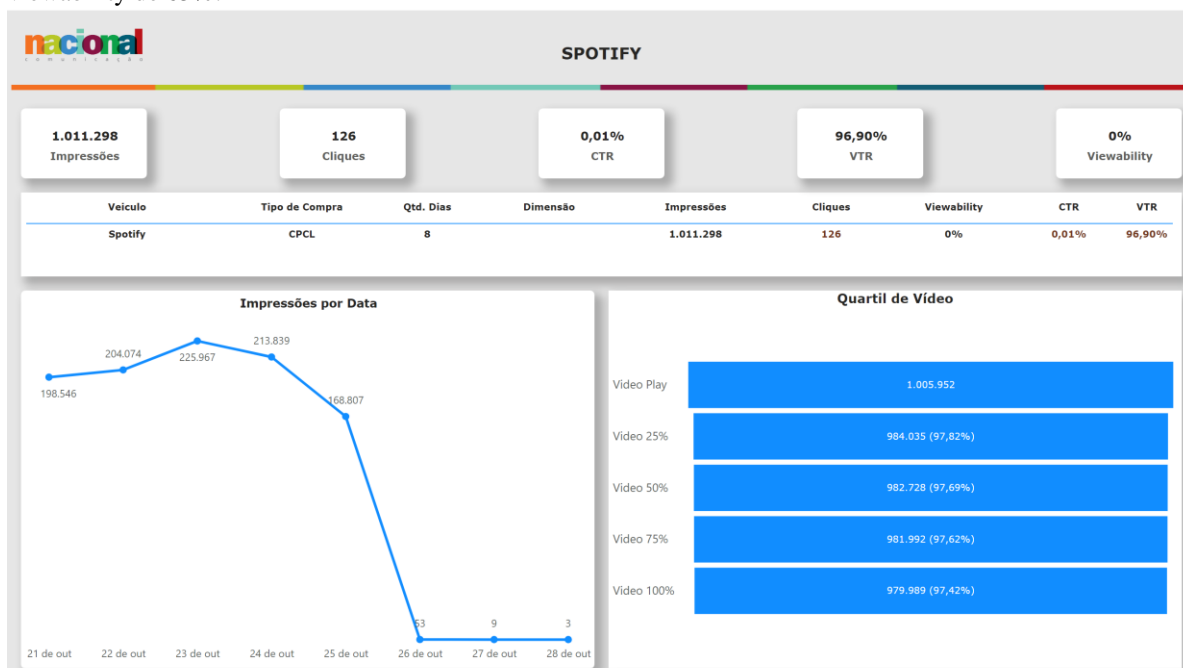 nacional
comunicação
SPOTIFY
1.011.298
Impressões
126
Cliques
0,01%
CTR
96,90%
VTR
0%
Viewability
Veiculo Tipo de Compra Qtd. Dias Dimensão Impressões Cliques Viewability CTR VTR
Spotify CPCL 8 1.011.298 126 0% 0,01% 96,90%
Impressões por Data
198.546
204.074
225.967
213.839
168.807
53
9
3
21 de out 22 de out 23 de out 24 de out 25 de out 26 de out 27 de out 28 de out
Quartil de Vídeo
Video Play 1.005.952
Video 25% 984.035 (97,82%)
Video 50% 982.728 (97,69%)
Video 75% 981.992 (97,62%)
Video 100% 979.989 (97,42%)